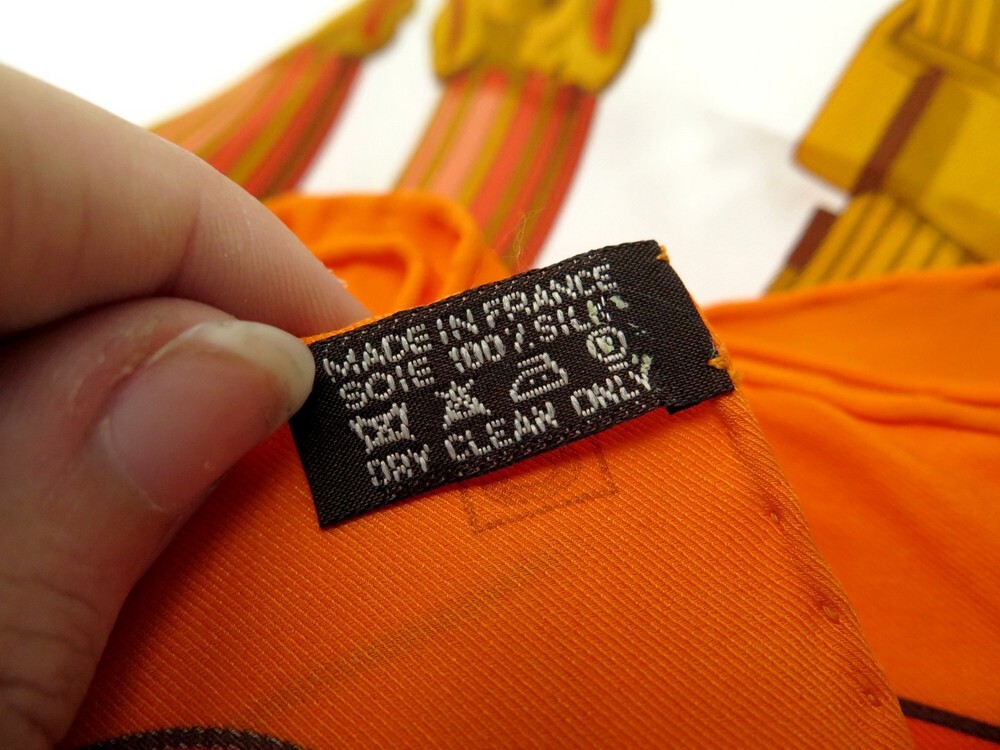 MADE IN FRANCE
SOIE 100% SILK
DRY CLEAN ONLY